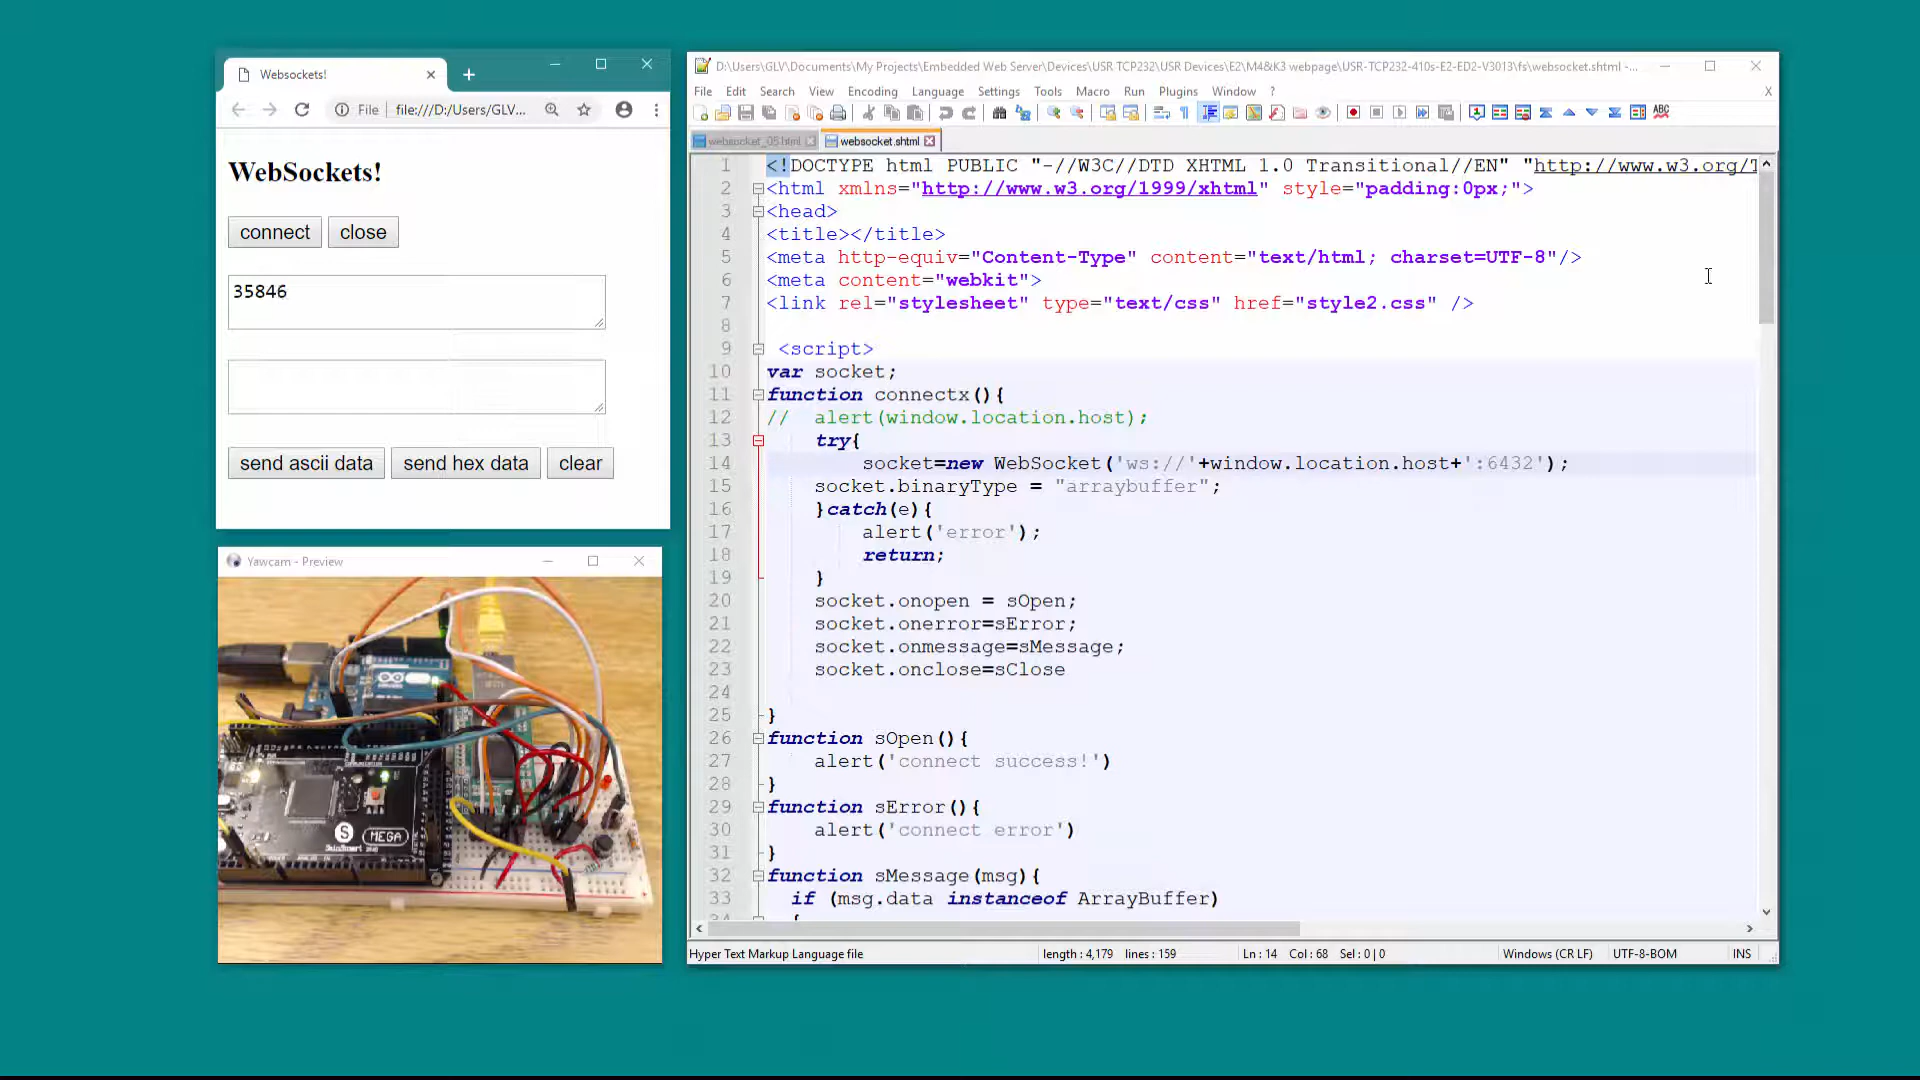 Websockets!
File
file:///D:/Users/GLV...
WebSockets!
connect
close
35846
send ascii data
send hex data
clear
Yawcam - Preview
MEGA
D:\Users\GLV\Documents\My Projects\Embedded Web Server\Devices\USR TCP232\USR Devices\E2\M4&K3 webpage\USR-TCP232-410s-E2-ED2-V3013\fs\websocket.shtml -...
File Edit Search View Encoding Language Settings Tools Macro Run Plugins Window ? X
websocket_05.html
websocket.shtml
1 <!DOCTYPE html PUBLIC "-//W3C//DTD XHTML 1.0 Transitional//EN" "http://www.w3.org/T
2 <html xmlns="http://www.w3.org/1999/xhtml" style="padding:0px;">
3 <head>
4 <title></title>
5 <meta http-equiv="Content-Type" content="text/html; charset=UTF-8"/>
6 <meta content="webkit">
7 <link rel="stylesheet" type="text/css" href="style2.css" />
8
9 <script>
10 var socket;
11 function connectx(){
12 // alert(window.location.host);
13 try{
14 socket=new WebSocket('ws://'+window.location.host+':6432');
15 socket.binaryType = "arraybuffer";
16 }catch(e){
17 alert('error');
18 return;
19 }
20 socket.onopen = sOpen;
21 socket.onerror=sError;
22 socket.onmessage=sMessage;
23 socket.onclose=sClose
24
25 }
26 function sOpen(){
27 alert('connect success!')
28 }
29 function sError(){
30 alert('connect error')
31 }
32 function sMessage(msg){
33 if (msg.data instanceof ArrayBuffer)
34 {
Hyper Text Markup Language file
length : 4,179 lines : 159
Ln : 14 Col : 68 Sel : 0 | 0
Windows (CR LF)
UTF-8-BOM
INS